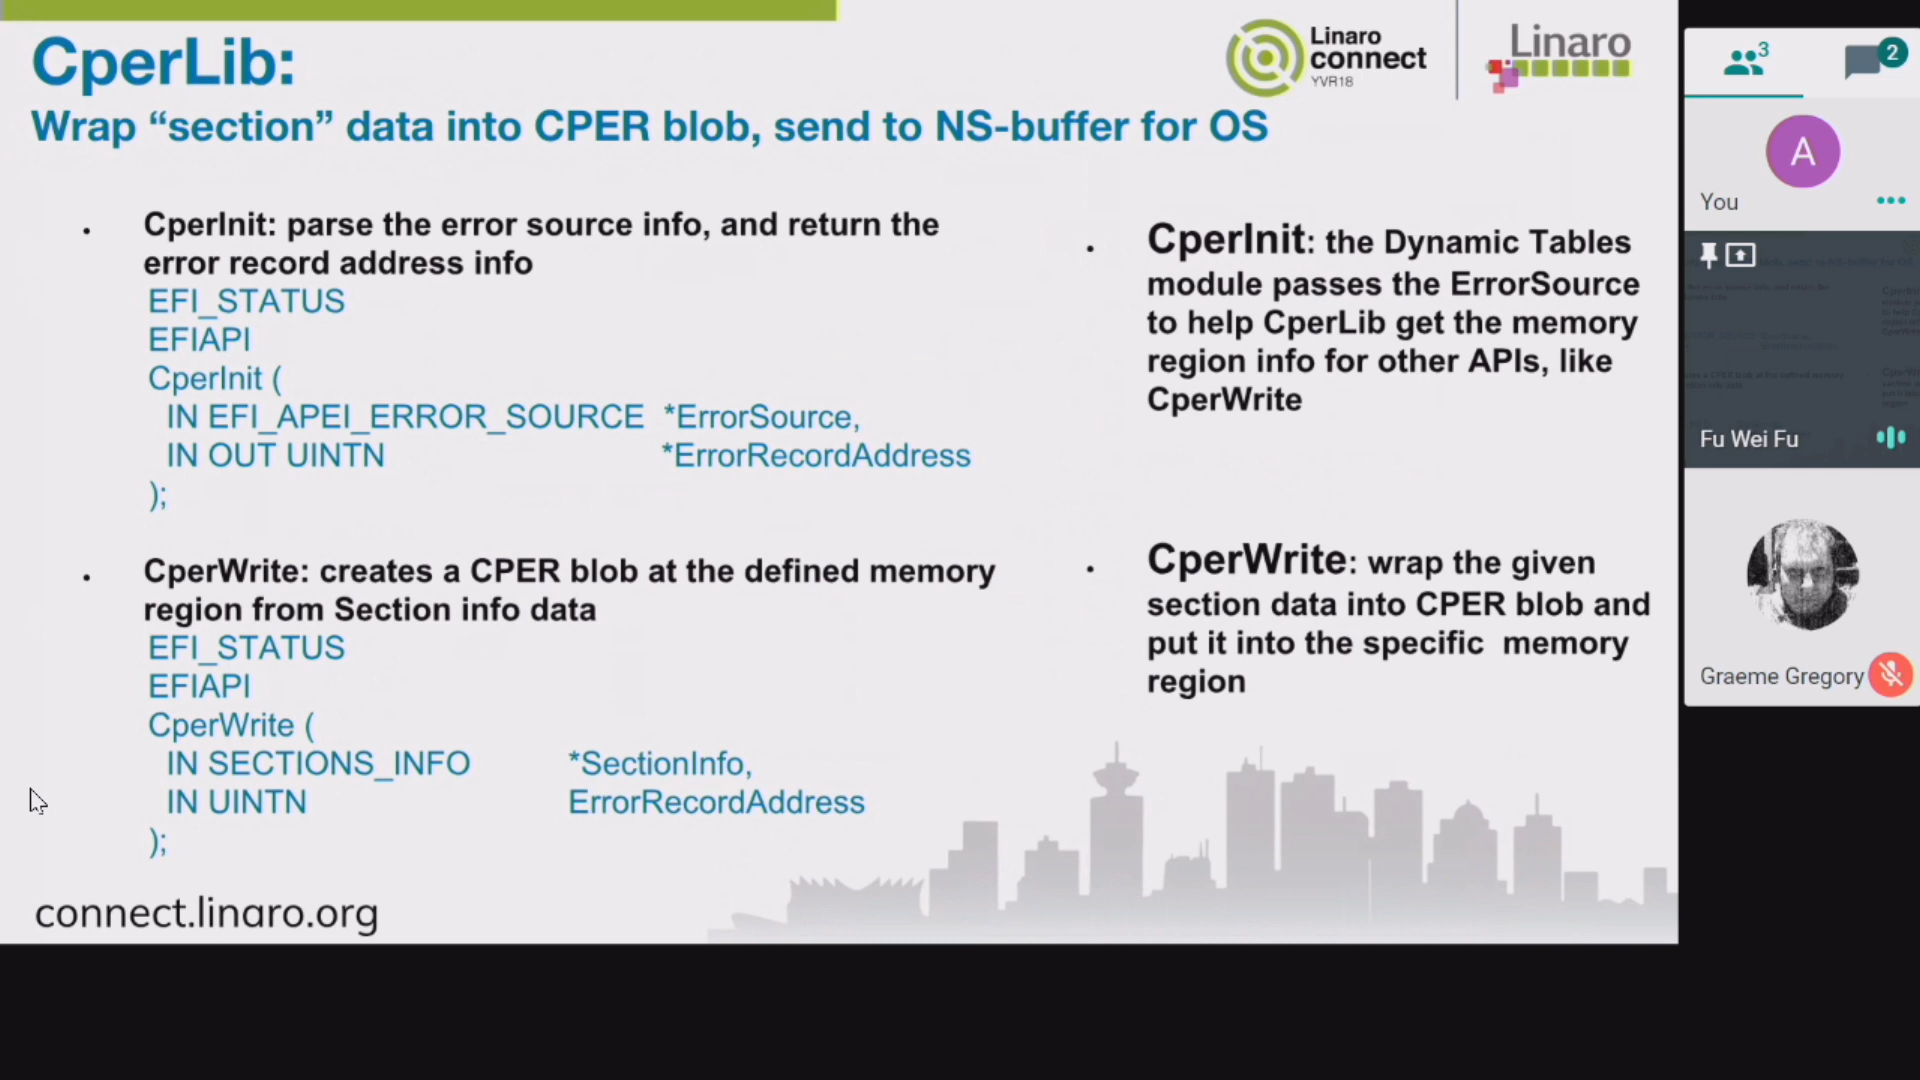 CperLib:
Wrap “section” data into CPER blob, send to NS-buffer for OS
Linaro
connect
YVR18
Linaro
CperInit: parse the error source info, and return the
error record address info
EFI_STATUS
EFIAPI
CperInit (
IN EFI_APEI_ERROR_SOURCE *ErrorSource,
IN OUT UINTN *ErrorRecordAddress
);
CperWrite: creates a CPER blob at the defined memory
region from Section info data
EFI_STATUS
EFIAPI
CperWrite (
IN SECTIONS_INFO *SectionInfo,
IN UINTN ErrorRecordAddress
);
CperInit: the Dynamic Tables
module passes the ErrorSource
to help CperLib get the memory
region info for other APIs, like
CperWrite
CperWrite: wrap the given
section data into CPER blob and
put it into the specific memory
region
connect.linaro.org
3
2
A
You
Fu Wei Fu
Graeme Gregory